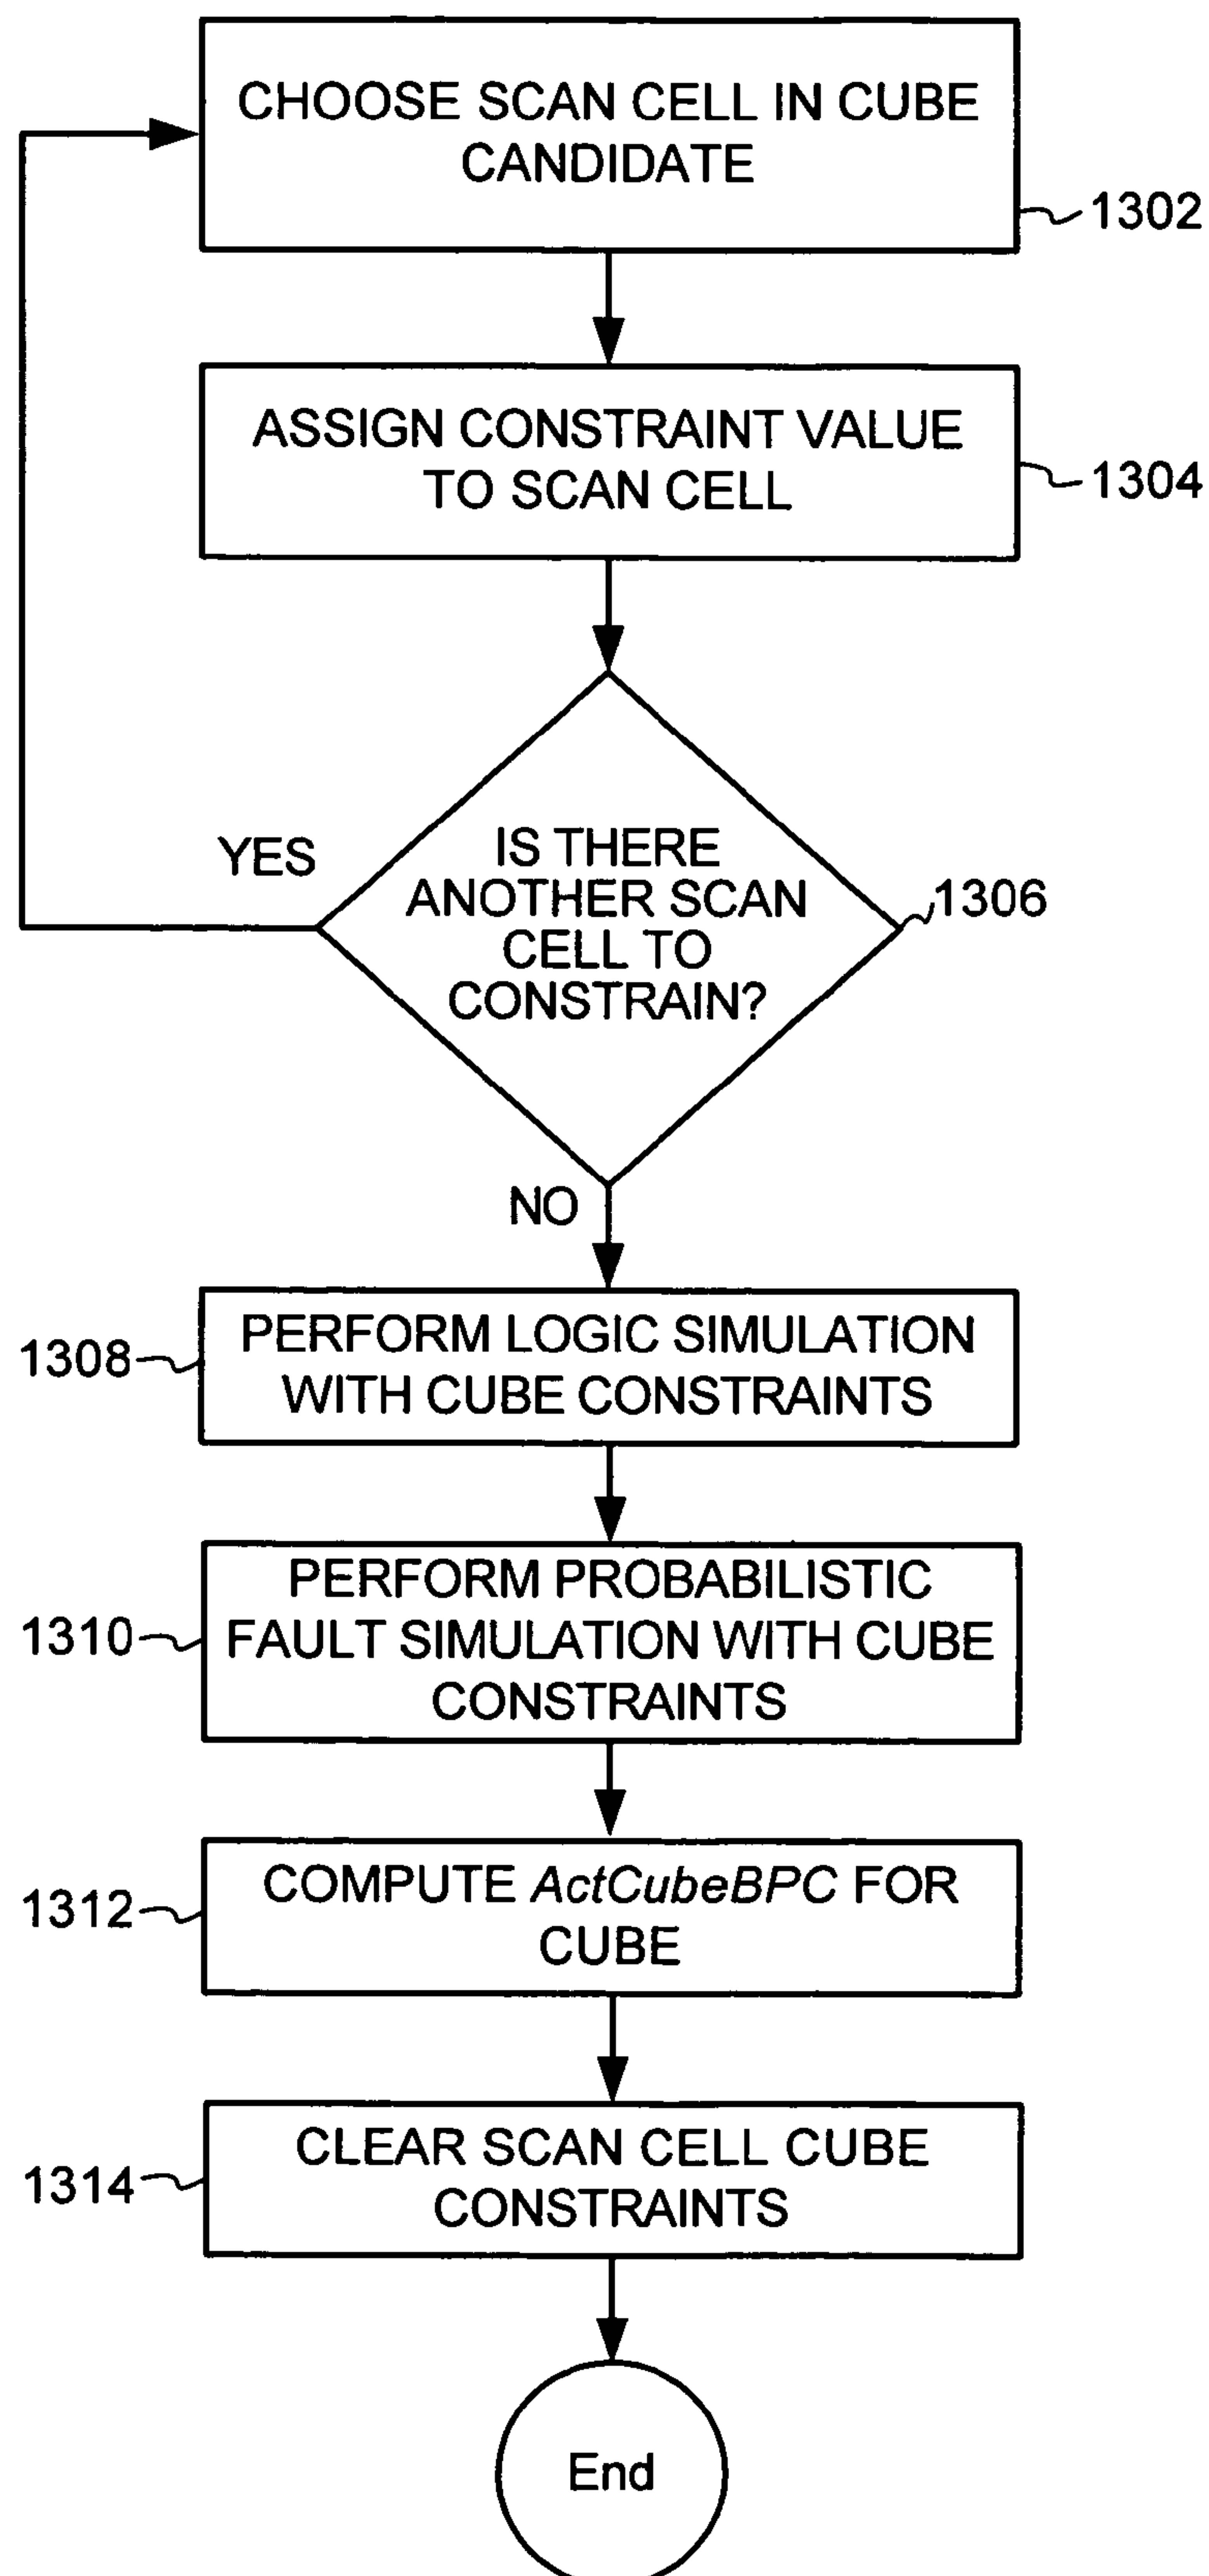 CHOOSE SCAN CELL IN CUBE
CANDIDATE
1302
ASSIGN CONSTRAINT VALUE
TO SCAN CELL
1304
YES
IS THERE
ANOTHER SCAN
CELL TO
CONSTRAIN?
1306
NO
1308
PERFORM LOGIC SIMULATION
WITH CUBE CONSTRAINTS
1310
PERFORM PROBABILISTIC
FAULT SIMULATION WITH CUBE
CONSTRAINTS
1312
COMPUTE ActCubeBPC FOR
CUBE
1314
CLEAR SCAN CELL CUBE
CONSTRAINTS
End